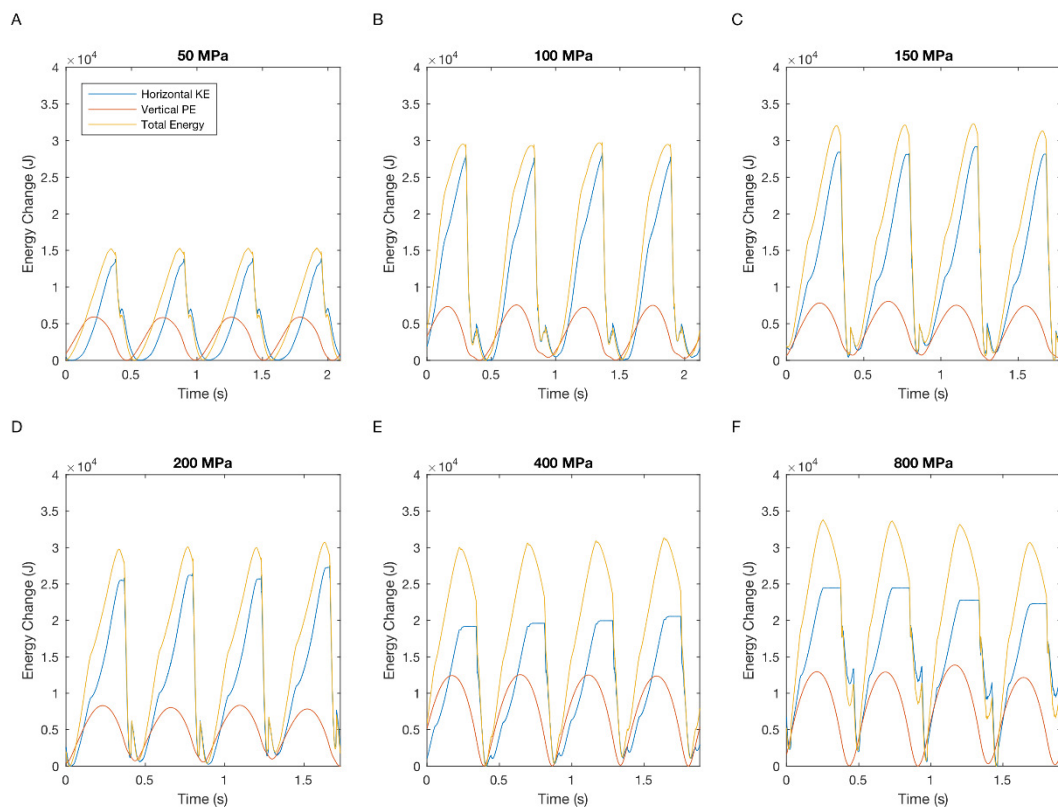 A
B
C
50 MPa
100 MPa
150 MPa
× 10⁴
× 10⁴
× 10⁴
4
3.5
3
2.5
2
1.5
1
0.5
0
Energy Change (J)
Horizontal KE
Vertical PE
Total Energy
0 0.5 1 1.5 2
Time (s)
4
3.5
3
2.5
2
1.5
1
0.5
0
Energy Change (J)
0 0.5 1 1.5 2
Time (s)
4
3.5
3
2.5
2
1.5
1
0.5
0
Energy Change (J)
0 0.5 1 1.5
Time (s)
D
E
F
200 MPa
400 MPa
800 MPa
× 10⁴
× 10⁴
× 10⁴
4
3.5
3
2.5
2
1.5
1
0.5
0
Energy Change (J)
0 0.5 1 1.5
Time (s)
4
3.5
3
2.5
2
1.5
1
0.5
0
Energy Change (J)
0 0.5 1 1.5
Time (s)
4
3.5
3
2.5
2
1.5
1
0.5
0
Energy Change (J)
0 0.5 1 1.5
Time (s)